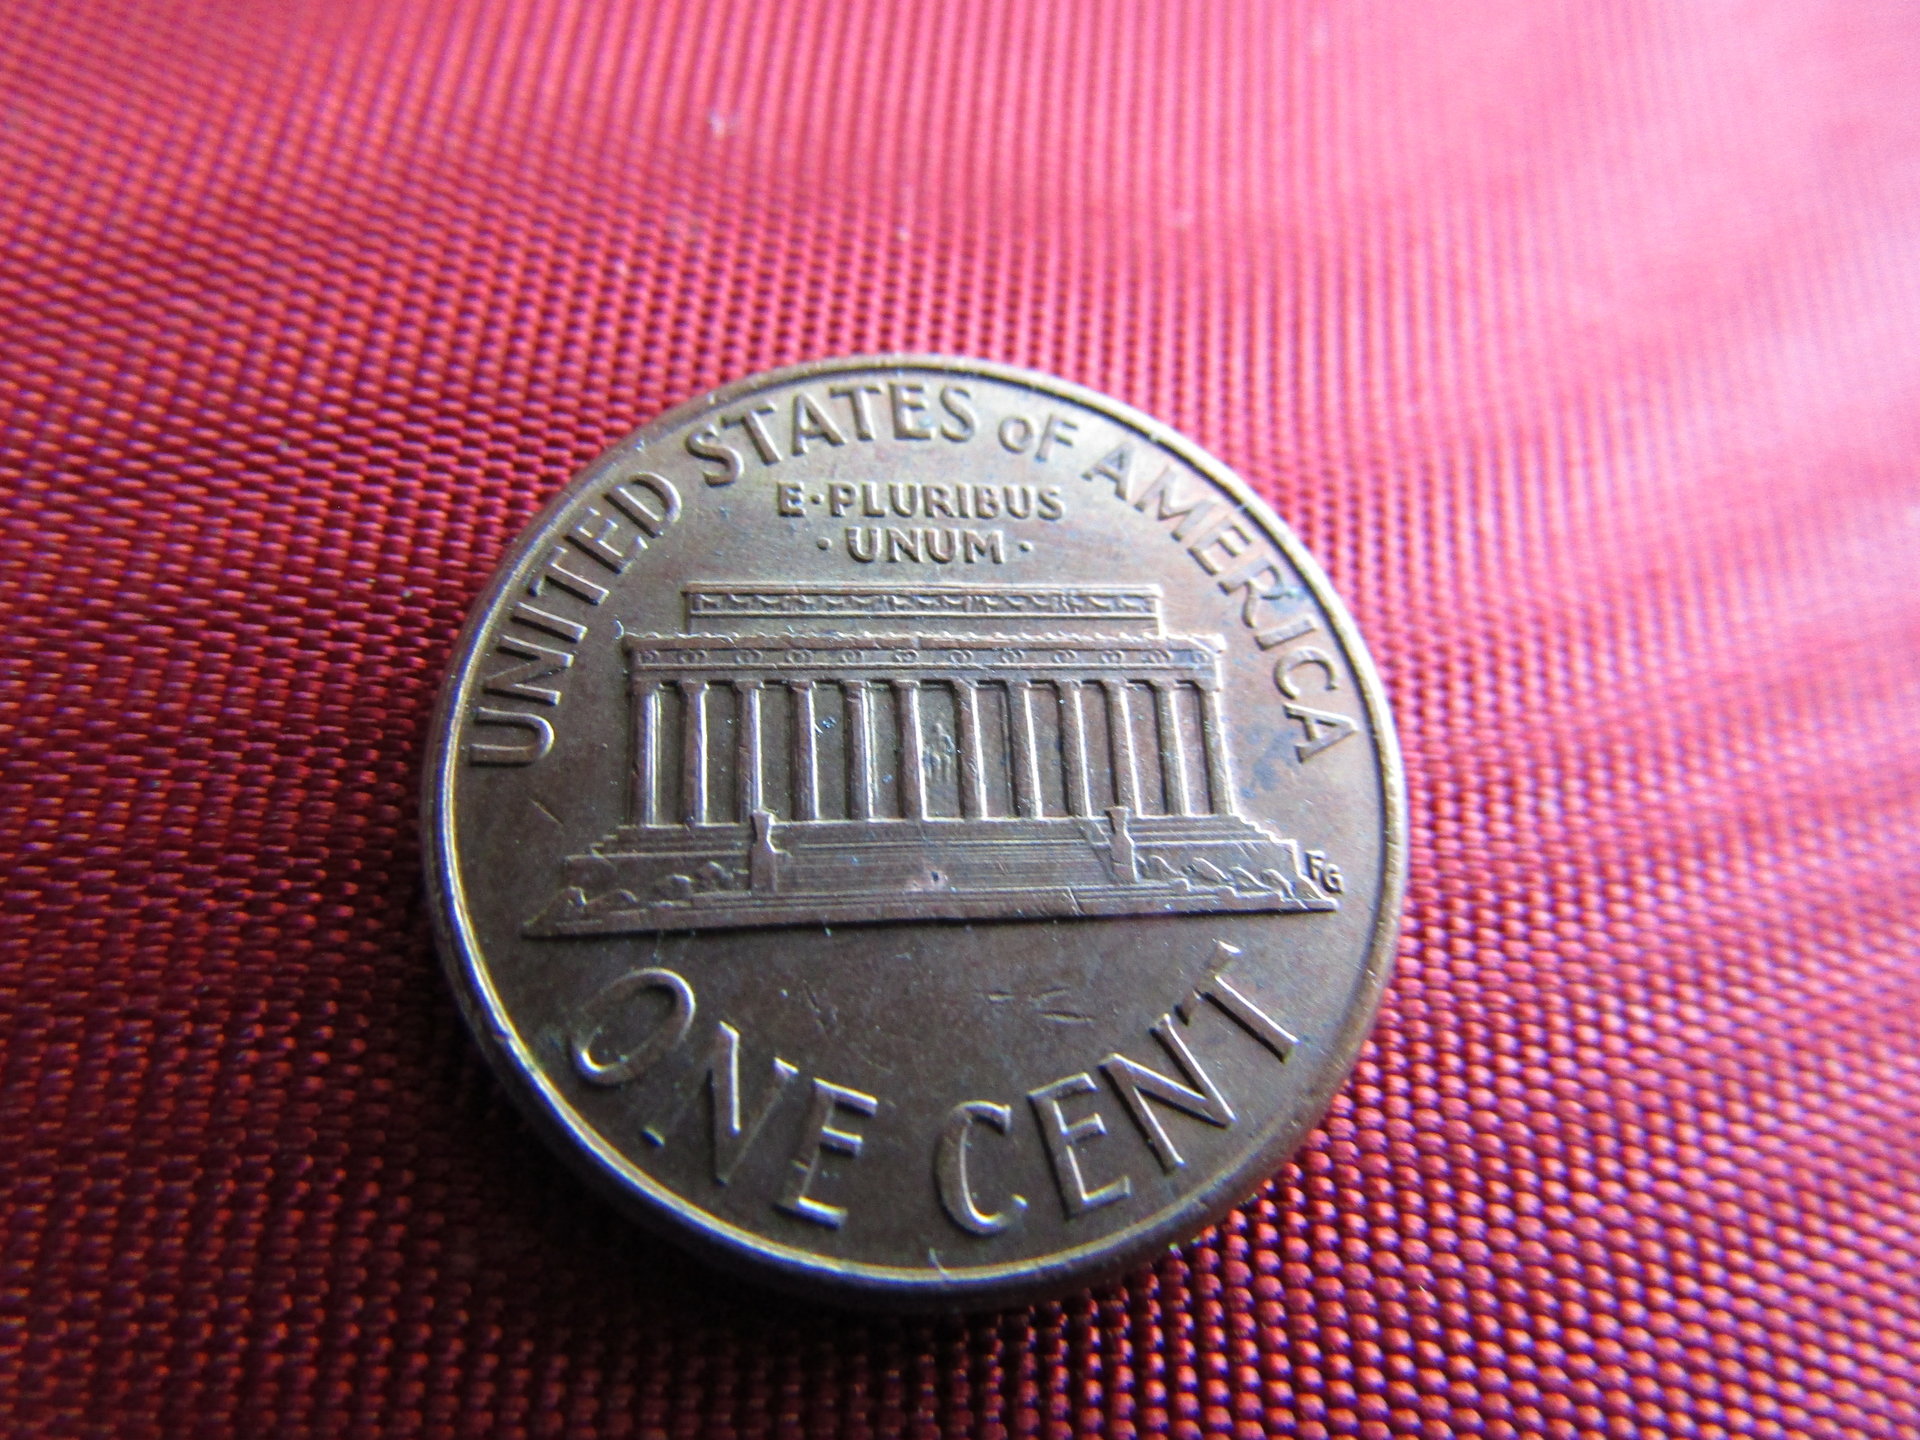 UNITED STATES OF AMERICA
E·PLURIBUS
·UNUM·
FG
ONE CENT